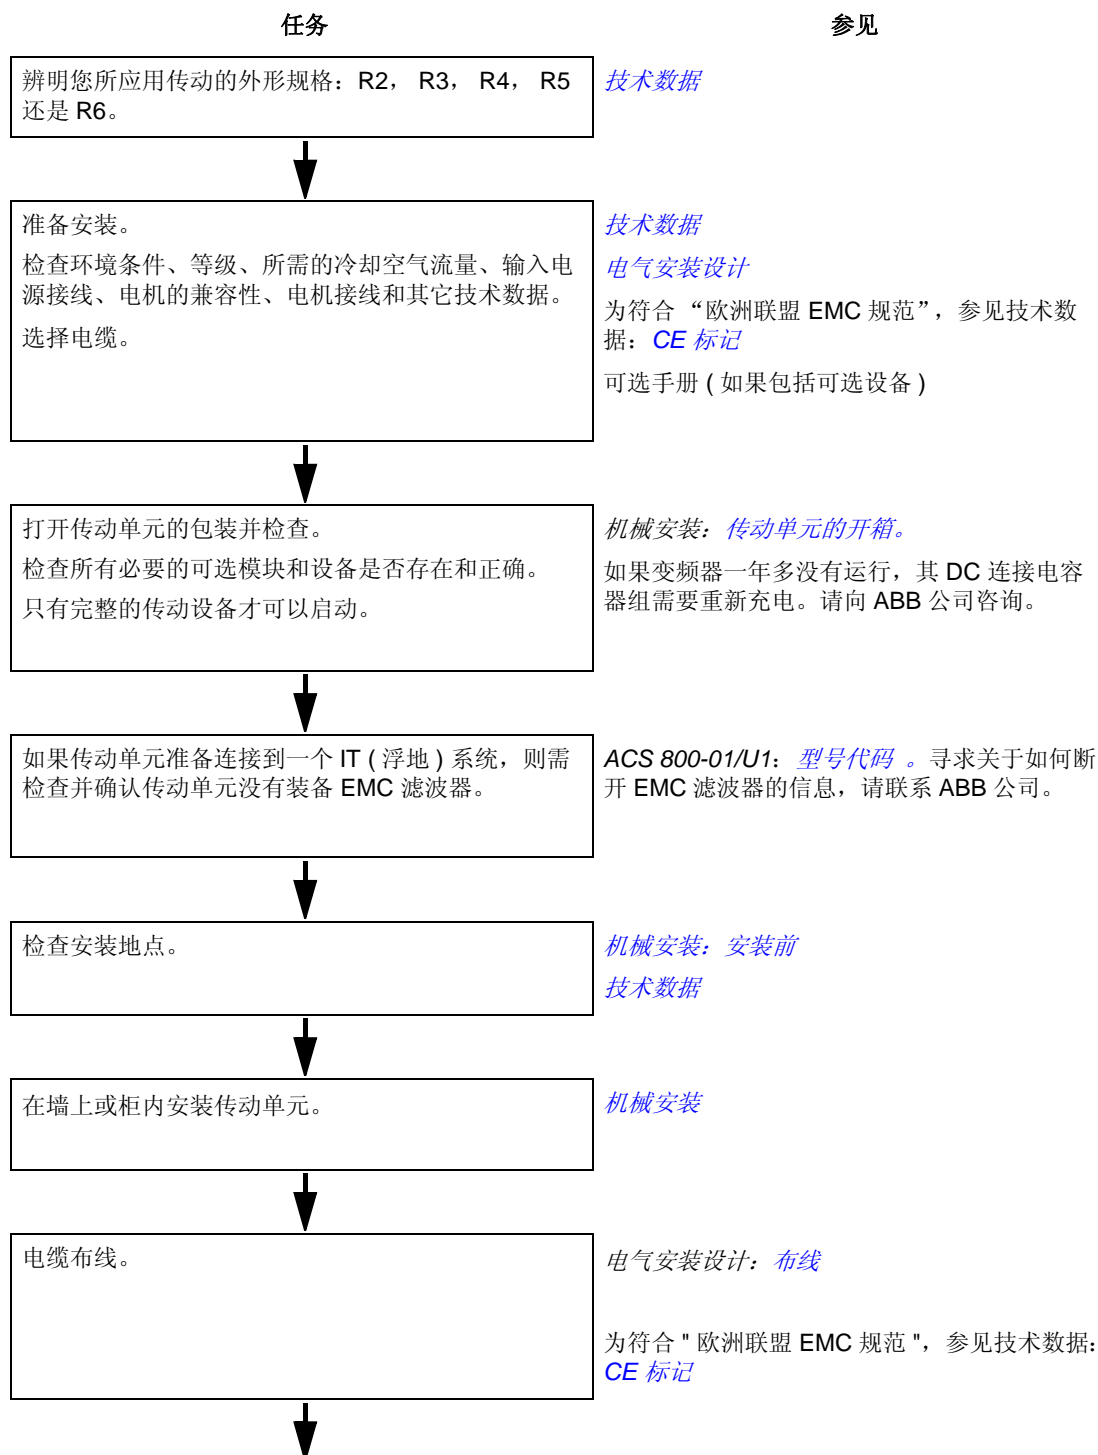 任务
参见
辨明您所应用传动的外形规格：R2， R3， R4， R5
还是 R6。
技术数据
准备安装。
检查环境条件、等级、所需的冷却空气流量、输入电
源接线、电机的兼容性、电机接线和其它技术数据。
选择电缆。
技术数据
电气安装设计
为符合 “欧洲联盟 EMC 规范”，参见技术数
据：CE 标记
可选手册 ( 如果包括可选设备 )
打开传动单元的包装并检查。
检查所有必要的可选模块和设备是否存在和正确。
只有完整的传动设备才可以启动。
机械安装：传动单元的开箱。
如果变频器一年多没有运行，其 DC 连接电容
器组需要重新充电。请向 ABB 公司咨询。
如果传动单元准备连接到一个 IT ( 浮地 ) 系统，则需
检查并确认传动单元没有装备 EMC 滤波器。
ACS 800-01/U1：型号代码 。寻求关于如何断
开 EMC 滤波器的信息，请联系 ABB 公司。
检查安装地点。
机械安装：安装前
技术数据
在墙上或柜内安装传动单元。
机械安装
电缆布线。
电气安装设计：布线
为符合 " 欧洲联盟 EMC 规范 "，参见技术数据：
CE 标记